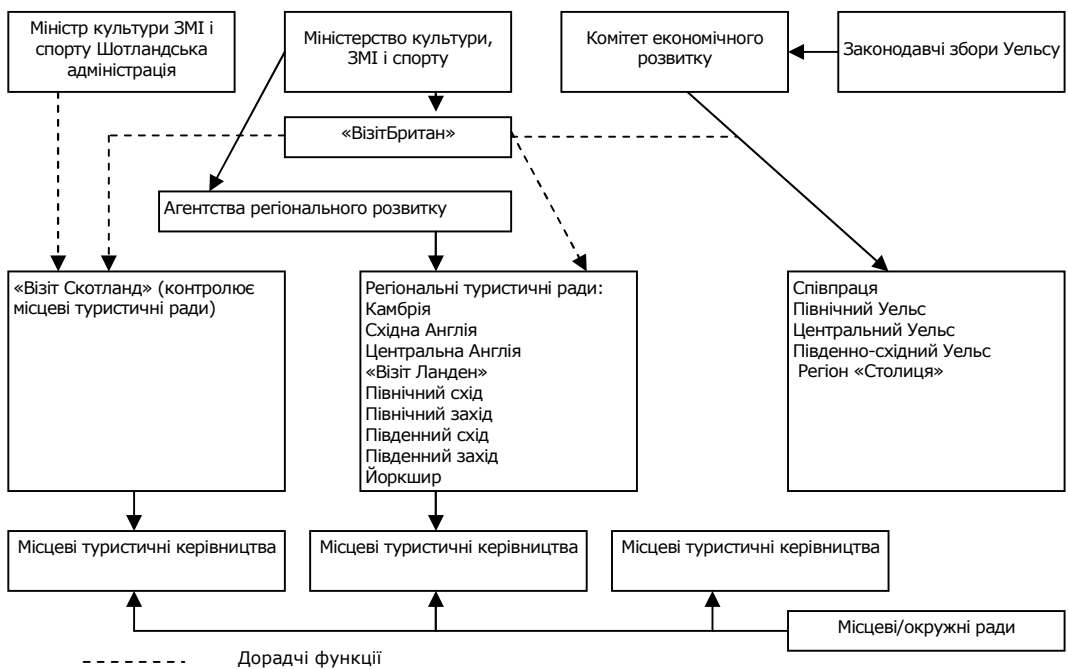 Міністр культури ЗМІ і
спорту Шотландська
адміністрація
Міністерство культури,
ЗМІ і спорту
Комітет економічного
розвитку
Законодавчі збори Уельсу
«ВізітБритан»
Агентства регіонального розвитку
«Візіт Скотланд» (контролює
місцеві туристичні ради)
Регіональні туристичні ради:
Камбрія
Східна Англія
Центральна Англія
«Візіт Ланден»
Північний схід
Північний захід
Південний схід
Південний захід
Йоркшир
Співпраця
Північний Уельс
Центральний Уельс
Південно-східний Уельс
Регіон «Столиця»
Місцеві туристичні керівництва
Місцеві туристичні керівництва
Місцеві туристичні керівництва
Місцеві/окружні ради
Дорадчі функції